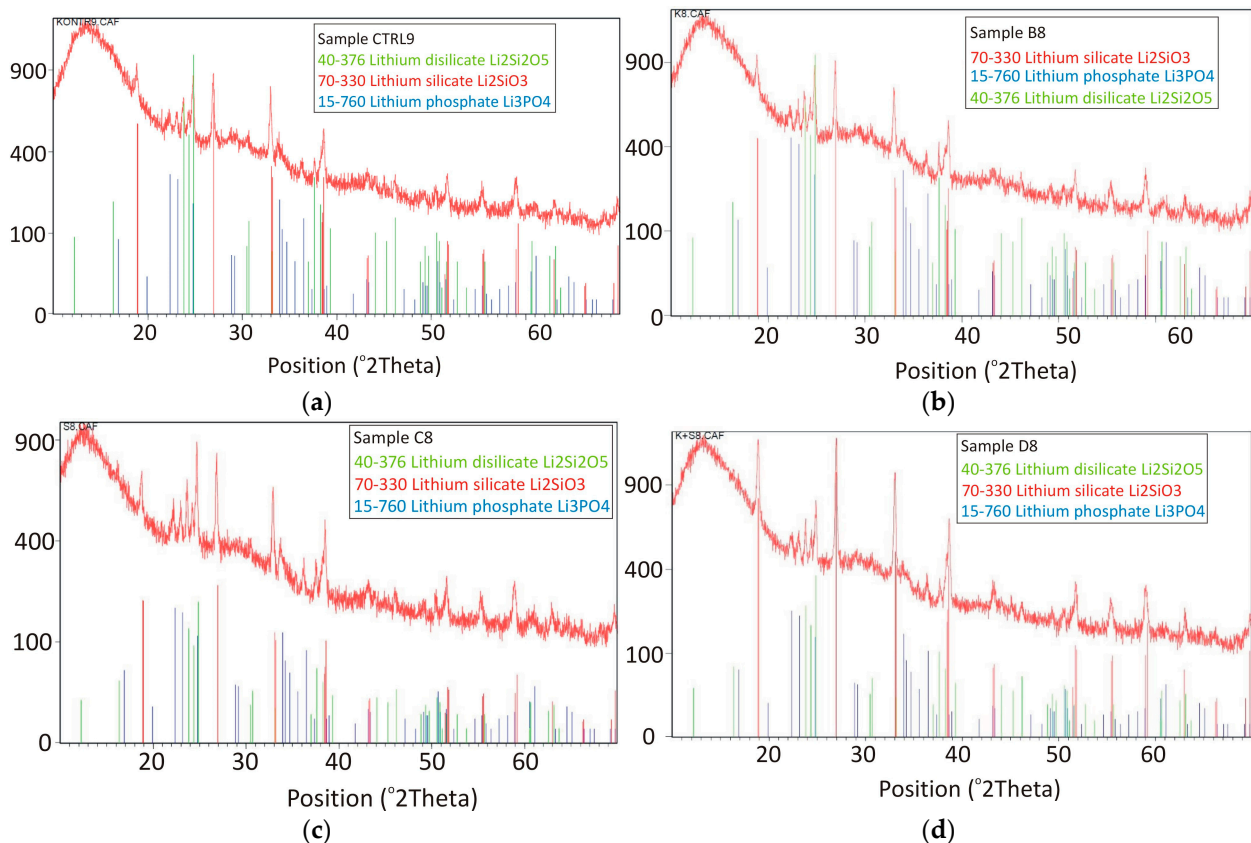 KONTR9.CAF
Sample CTRL9
40-376 Lithium disilicate Li2Si2O5
70-330 Lithium silicate Li2SiO3
15-760 Lithium phosphate Li3PO4
900
400
100
0
20 30 40 50 60
Position (°2Theta)
(a)
K8.CAF
Sample B8
70-330 Lithium silicate Li2SiO3
15-760 Lithium phosphate Li3PO4
40-376 Lithium disilicate Li2Si2O5
900
400
100
0
20 30 40 50 60
Position (°2Theta)
(b)
S8.CAF
Sample C8
40-376 Lithium disilicate Li2Si2O5
70-330 Lithium silicate Li2SiO3
15-760 Lithium phosphate Li3PO4
900
400
100
0
20 30 40 50 60
Position (°2Theta)
(c)
K+S8.CAF
Sample D8
40-376 Lithium disilicate Li2Si2O5
70-330 Lithium silicate Li2SiO3
15-760 Lithium phosphate Li3PO4
900
400
100
0
20 30 40 50 60
Position (°2Theta)
(d)